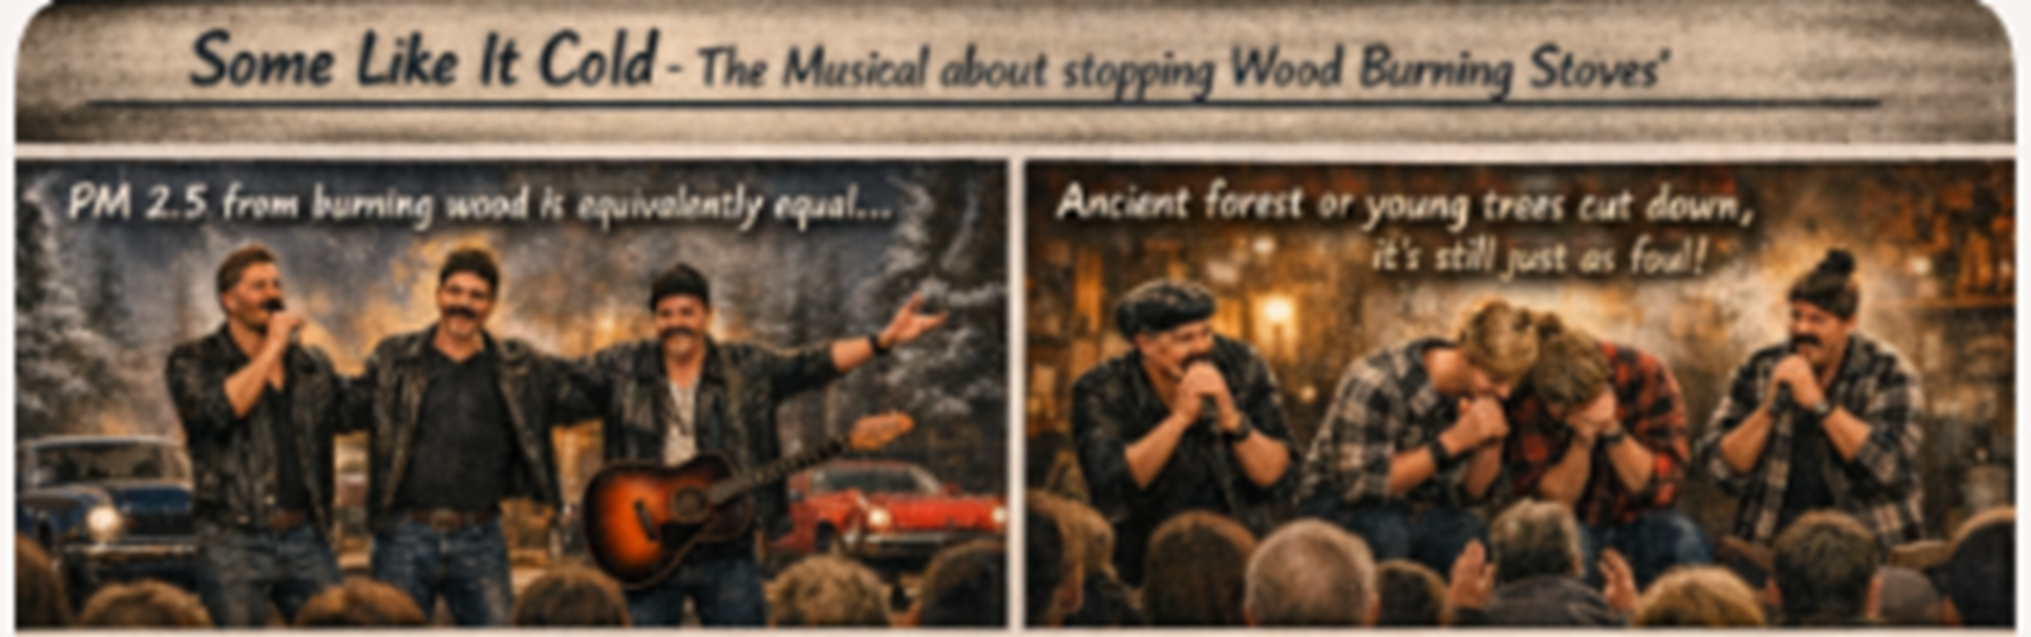 Some Like It Cold - The Musical about stopping Wood Burning Stoves'
PM 2.5 from burning wood is equivalently equal...
Ancient forest or young trees cut down,
it's still just as foul!